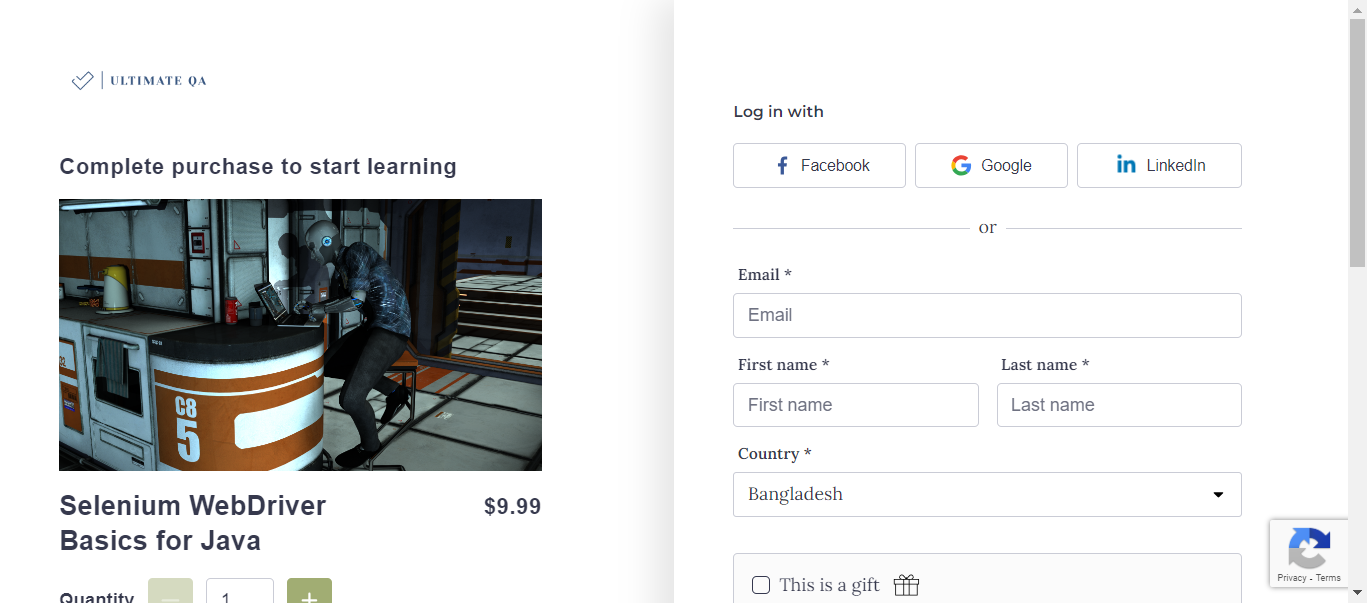 ULTIMATE QA
Complete purchase to start learning
C8
5
Selenium WebDriver
Basics for Java
$9.99
Quantity
1
Log in with
Facebook
Google
LinkedIn
or
Email *
Email
First name *
Last name *
First name
Last name
Country *
Bangladesh
This is a gift
Privacy - Terms